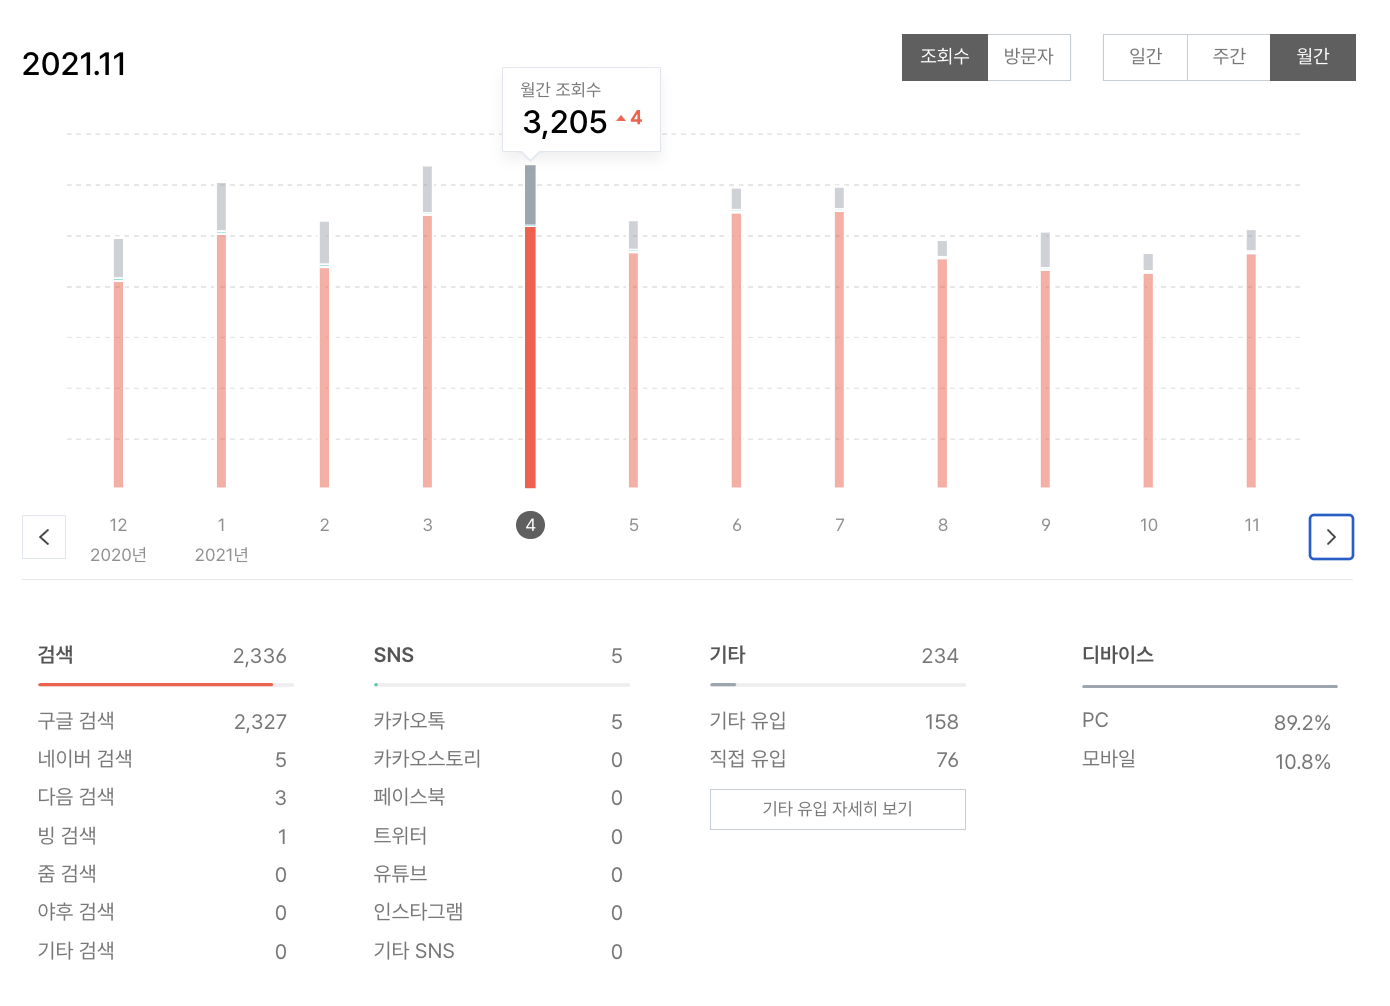 2021.11
조회수 방문자 일간 주간 월간
월간 조회수
3,205 4
12 1 2 3 4 5 6 7 8 9 10 11
2020년 2021년
검색 2,336
구글 검색 2,327
네이버 검색 5
다음 검색 3
빙 검색 1
줌 검색 0
야후 검색 0
기타 검색 0
SNS 5
카카오톡 5
카카오스토리 0
페이스북 0
트위터 0
유튜브 0
인스타그램 0
기타 SNS 0
기타 234
기타 유입 158
직접 유입 76
기타 유입 자세히 보기
디바이스
PC 89.2%
모바일 10.8%